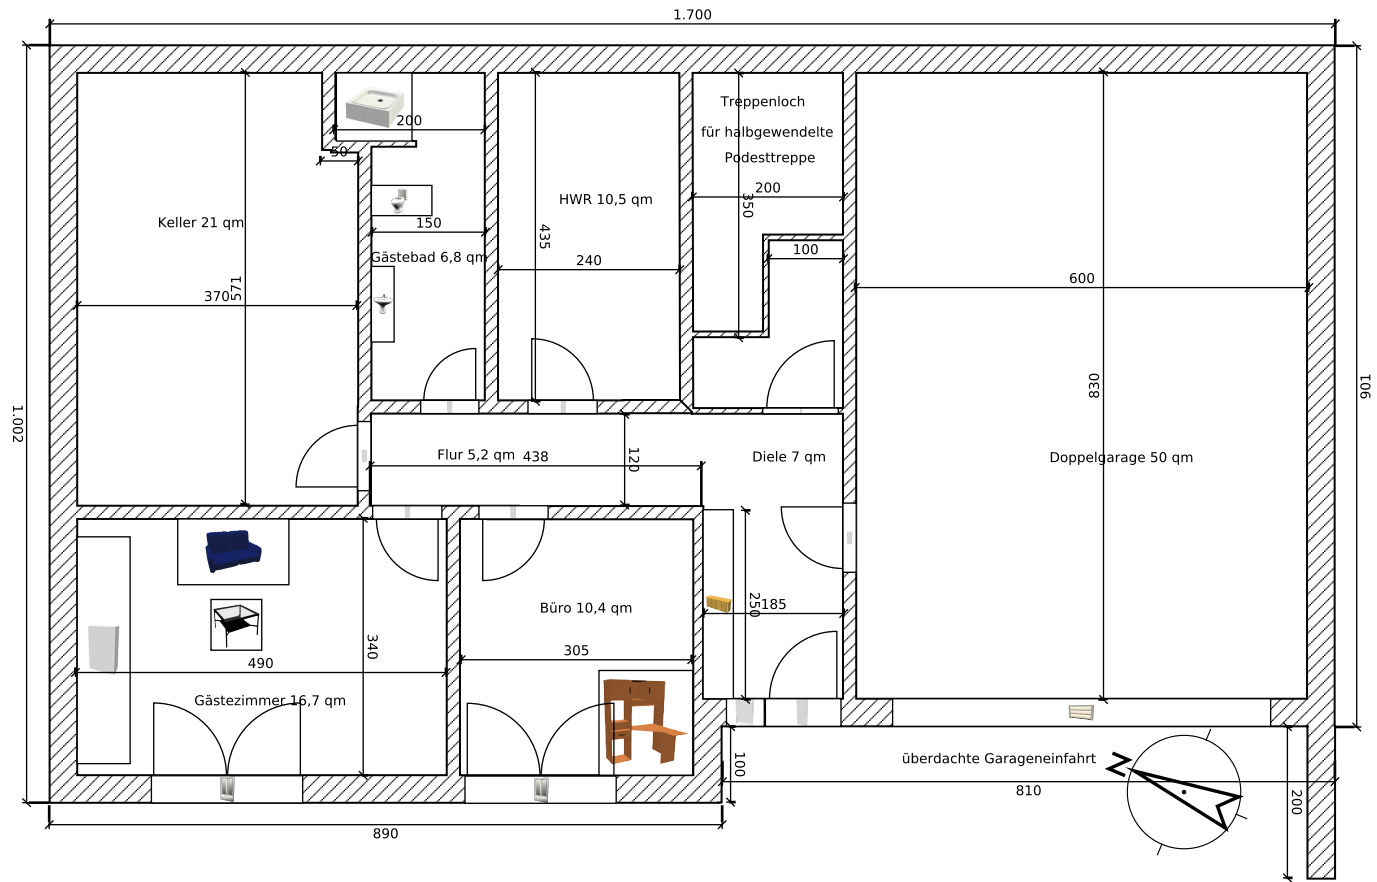 1.700
Treppenloch
200
für halbgewendelte
50
Podesttreppe
200
350
HWR 10,5 qm
Keller 21 qm
150
435
100
Gästebad 6,8 qm
240
600
571
370
830
901
1.002
Flur 5,2 qm
438
120
Diele 7 qm
Doppelgarage 50 qm
250
185
Büro 10,4 qm
340
490
305
Gästezimmer 16,7 qm
überdachte Garageneinfahrt
N
100
810
200
890